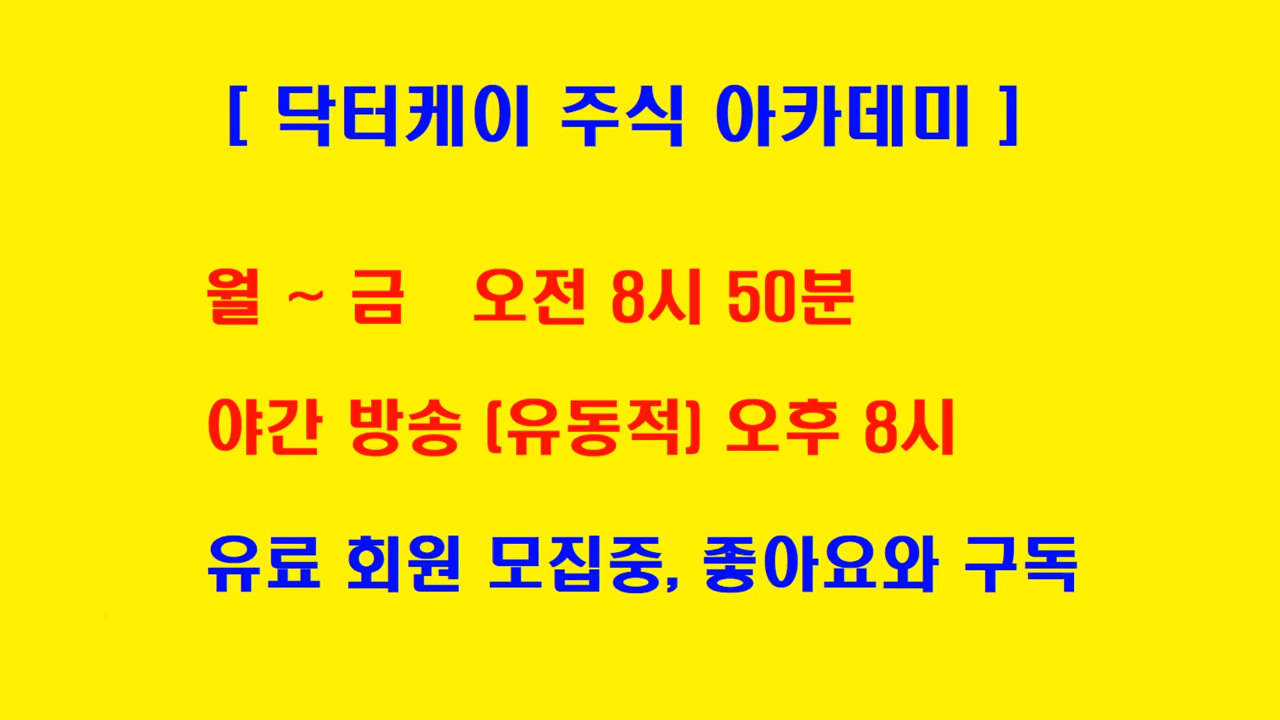 [ 닥터케이 주식 아카데미 ]
월 ~ 금 오전 8시 50분
야간 방송 (유동적) 오후 8시
유료 회원 모집중, 좋아요와 구독